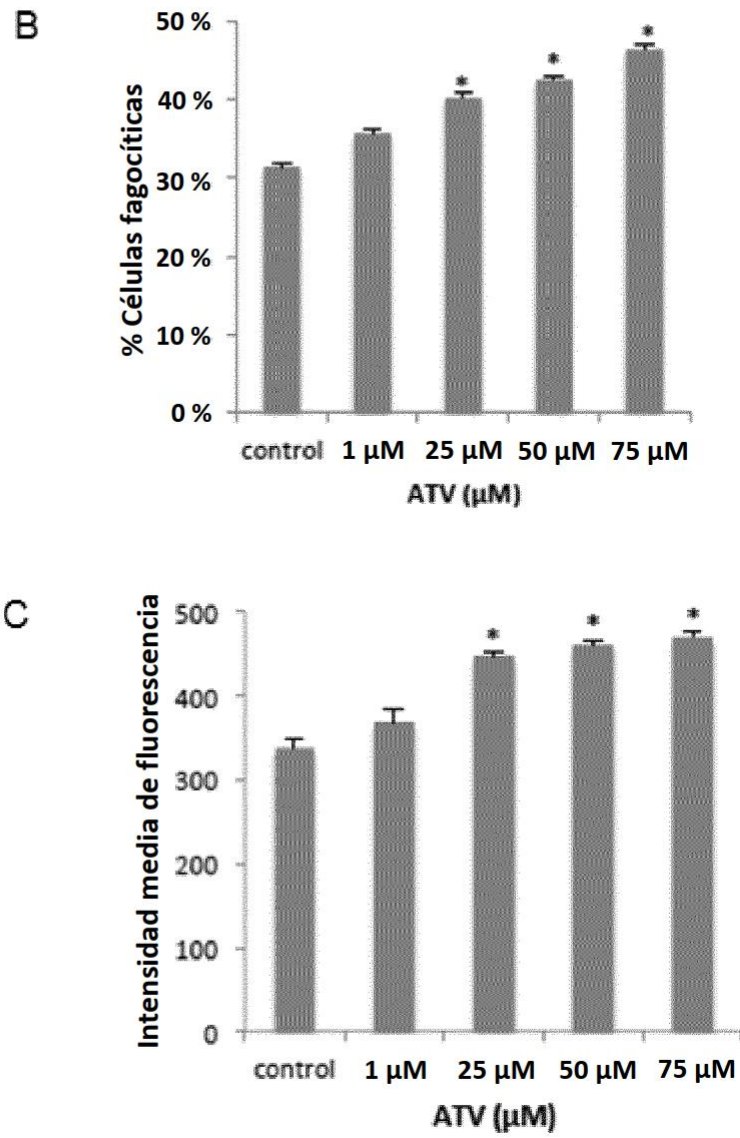 B
50 %
40 %
30 %
20 %
10 %
0 %
% Células fagocíticas
* * *
control 1 µM 25 µM 50 µM 75 µM
ATV (µM)
C
500
400
300
200
100
0
Intensidad media de fluorescencia
* * *
control 1 µM 25 µM 50 µM 75 µM
ATV (µM)